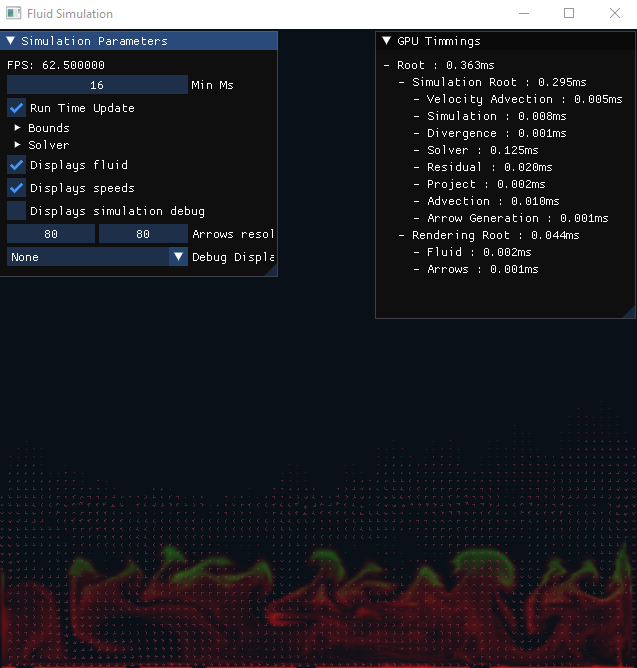 Fluid Simulation
Simulation Parameters
FPS: 62.500000
16 Min Ms
Run Time Update
Bounds
Solver
Displays fluid
Displays speeds
Displays simulation debug
80 80 Arrows resol
None Debug Displa
GPU Timmings
- Root : 0.363ms
- Simulation Root : 0.295ms
- Velocity Advection : 0.005ms
- Simulation : 0.008ms
- Divergence : 0.001ms
- Solver : 0.125ms
- Residual : 0.020ms
- Project : 0.002ms
- Advection : 0.010ms
- Arrow Generation : 0.001ms
- Rendering Root : 0.044ms
- Fluid : 0.002ms
- Arrows : 0.001ms